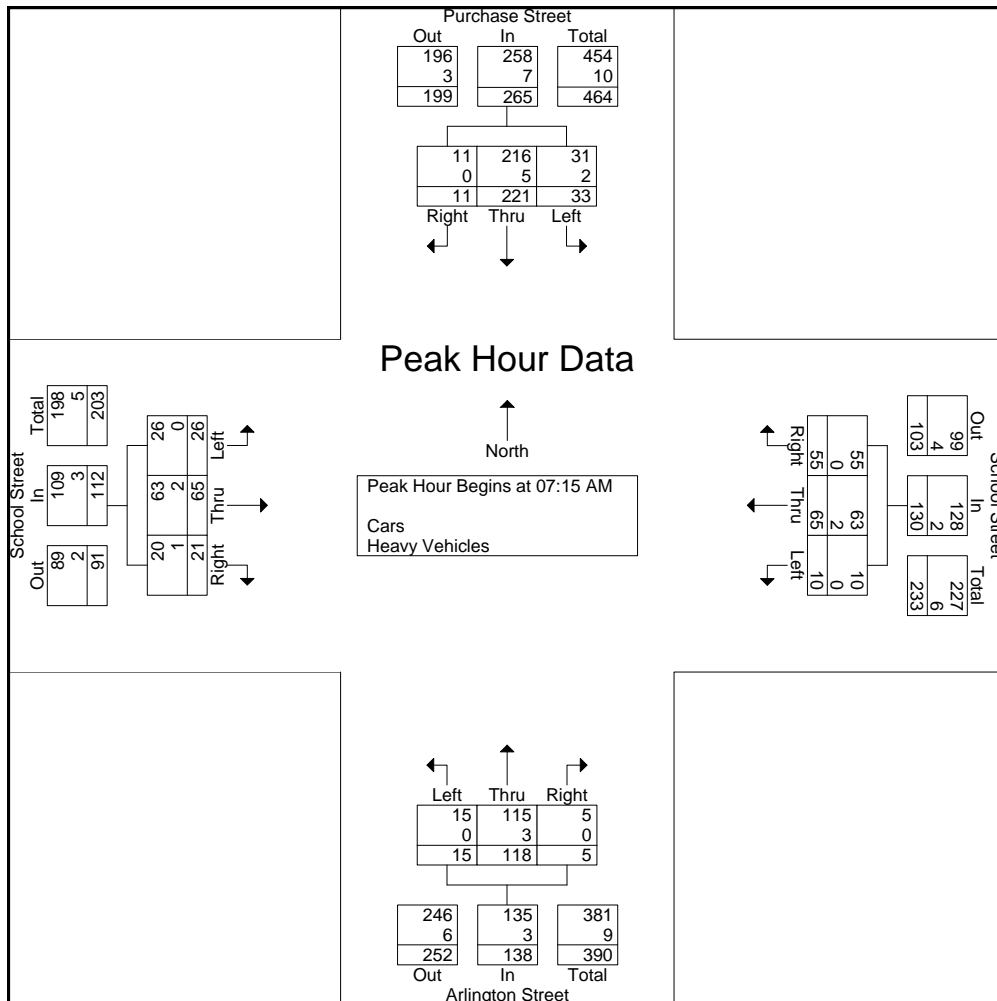 Purchase Street
Out In Total
196 258 454
3 7 10
199 265 464
11 216 31
0 5 2
11 221 33
Right Thru Left
Peak Hour Data
North
Peak Hour Begins at 07:15 AM
Cars
Heavy Vehicles
School Street
Total In Out
198 109 89
5 3 2
203 112 91
26 63 20
0 2 1
26 65 21
Left Thru Right
School Street
Out In Total
99 128 227
4 2 6
103 130 233
55 63 10
0 2 0
55 65 10
Right Thru Left
Left Thru Right
15 115 5
0 3 0
15 118 5
246 135 381
6 3 9
252 138 390
Out In Total
Arlington Street